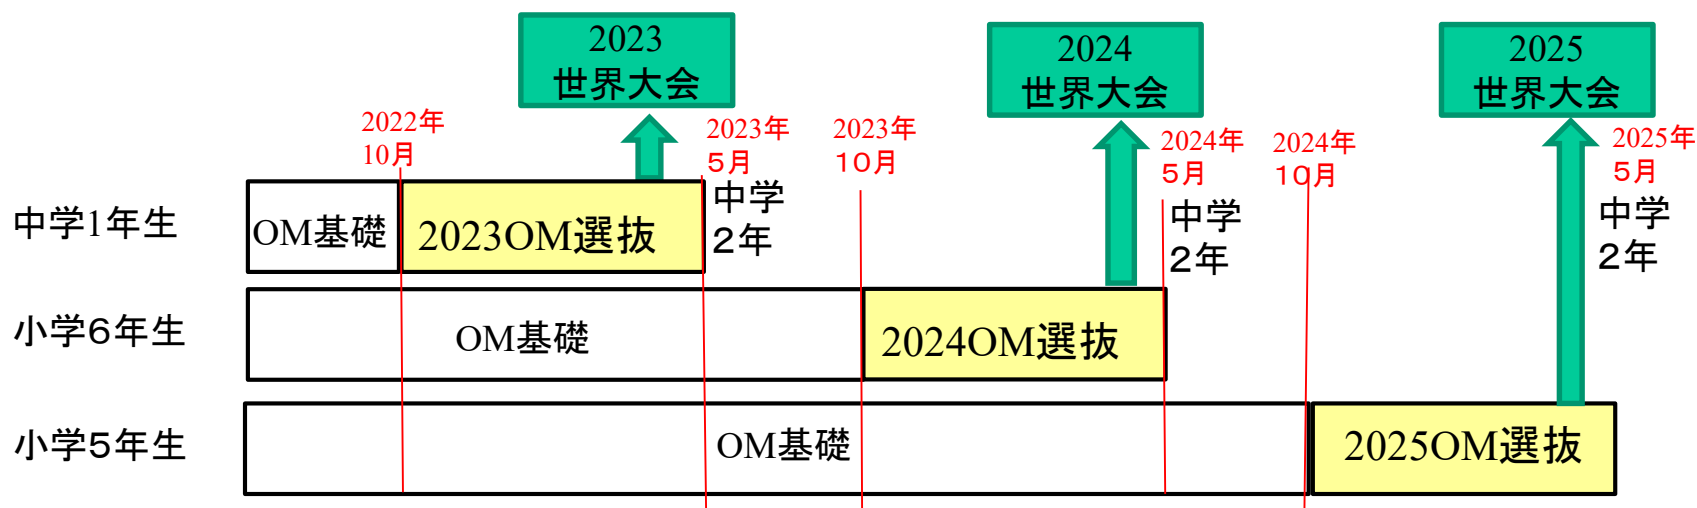 2023
世界大会
2024
世界大会
2025
世界大会
2022年
10月
2023年
５月
2023年
１０月
2024年
５月
2024年
１０月
2025年
５月
中学1年生
OM基礎
2023OM選抜
中学
２年
中学
２年
中学
２年
小学６年生
OM基礎
2024OM選抜
小学５年生
OM基礎
2025OM選抜